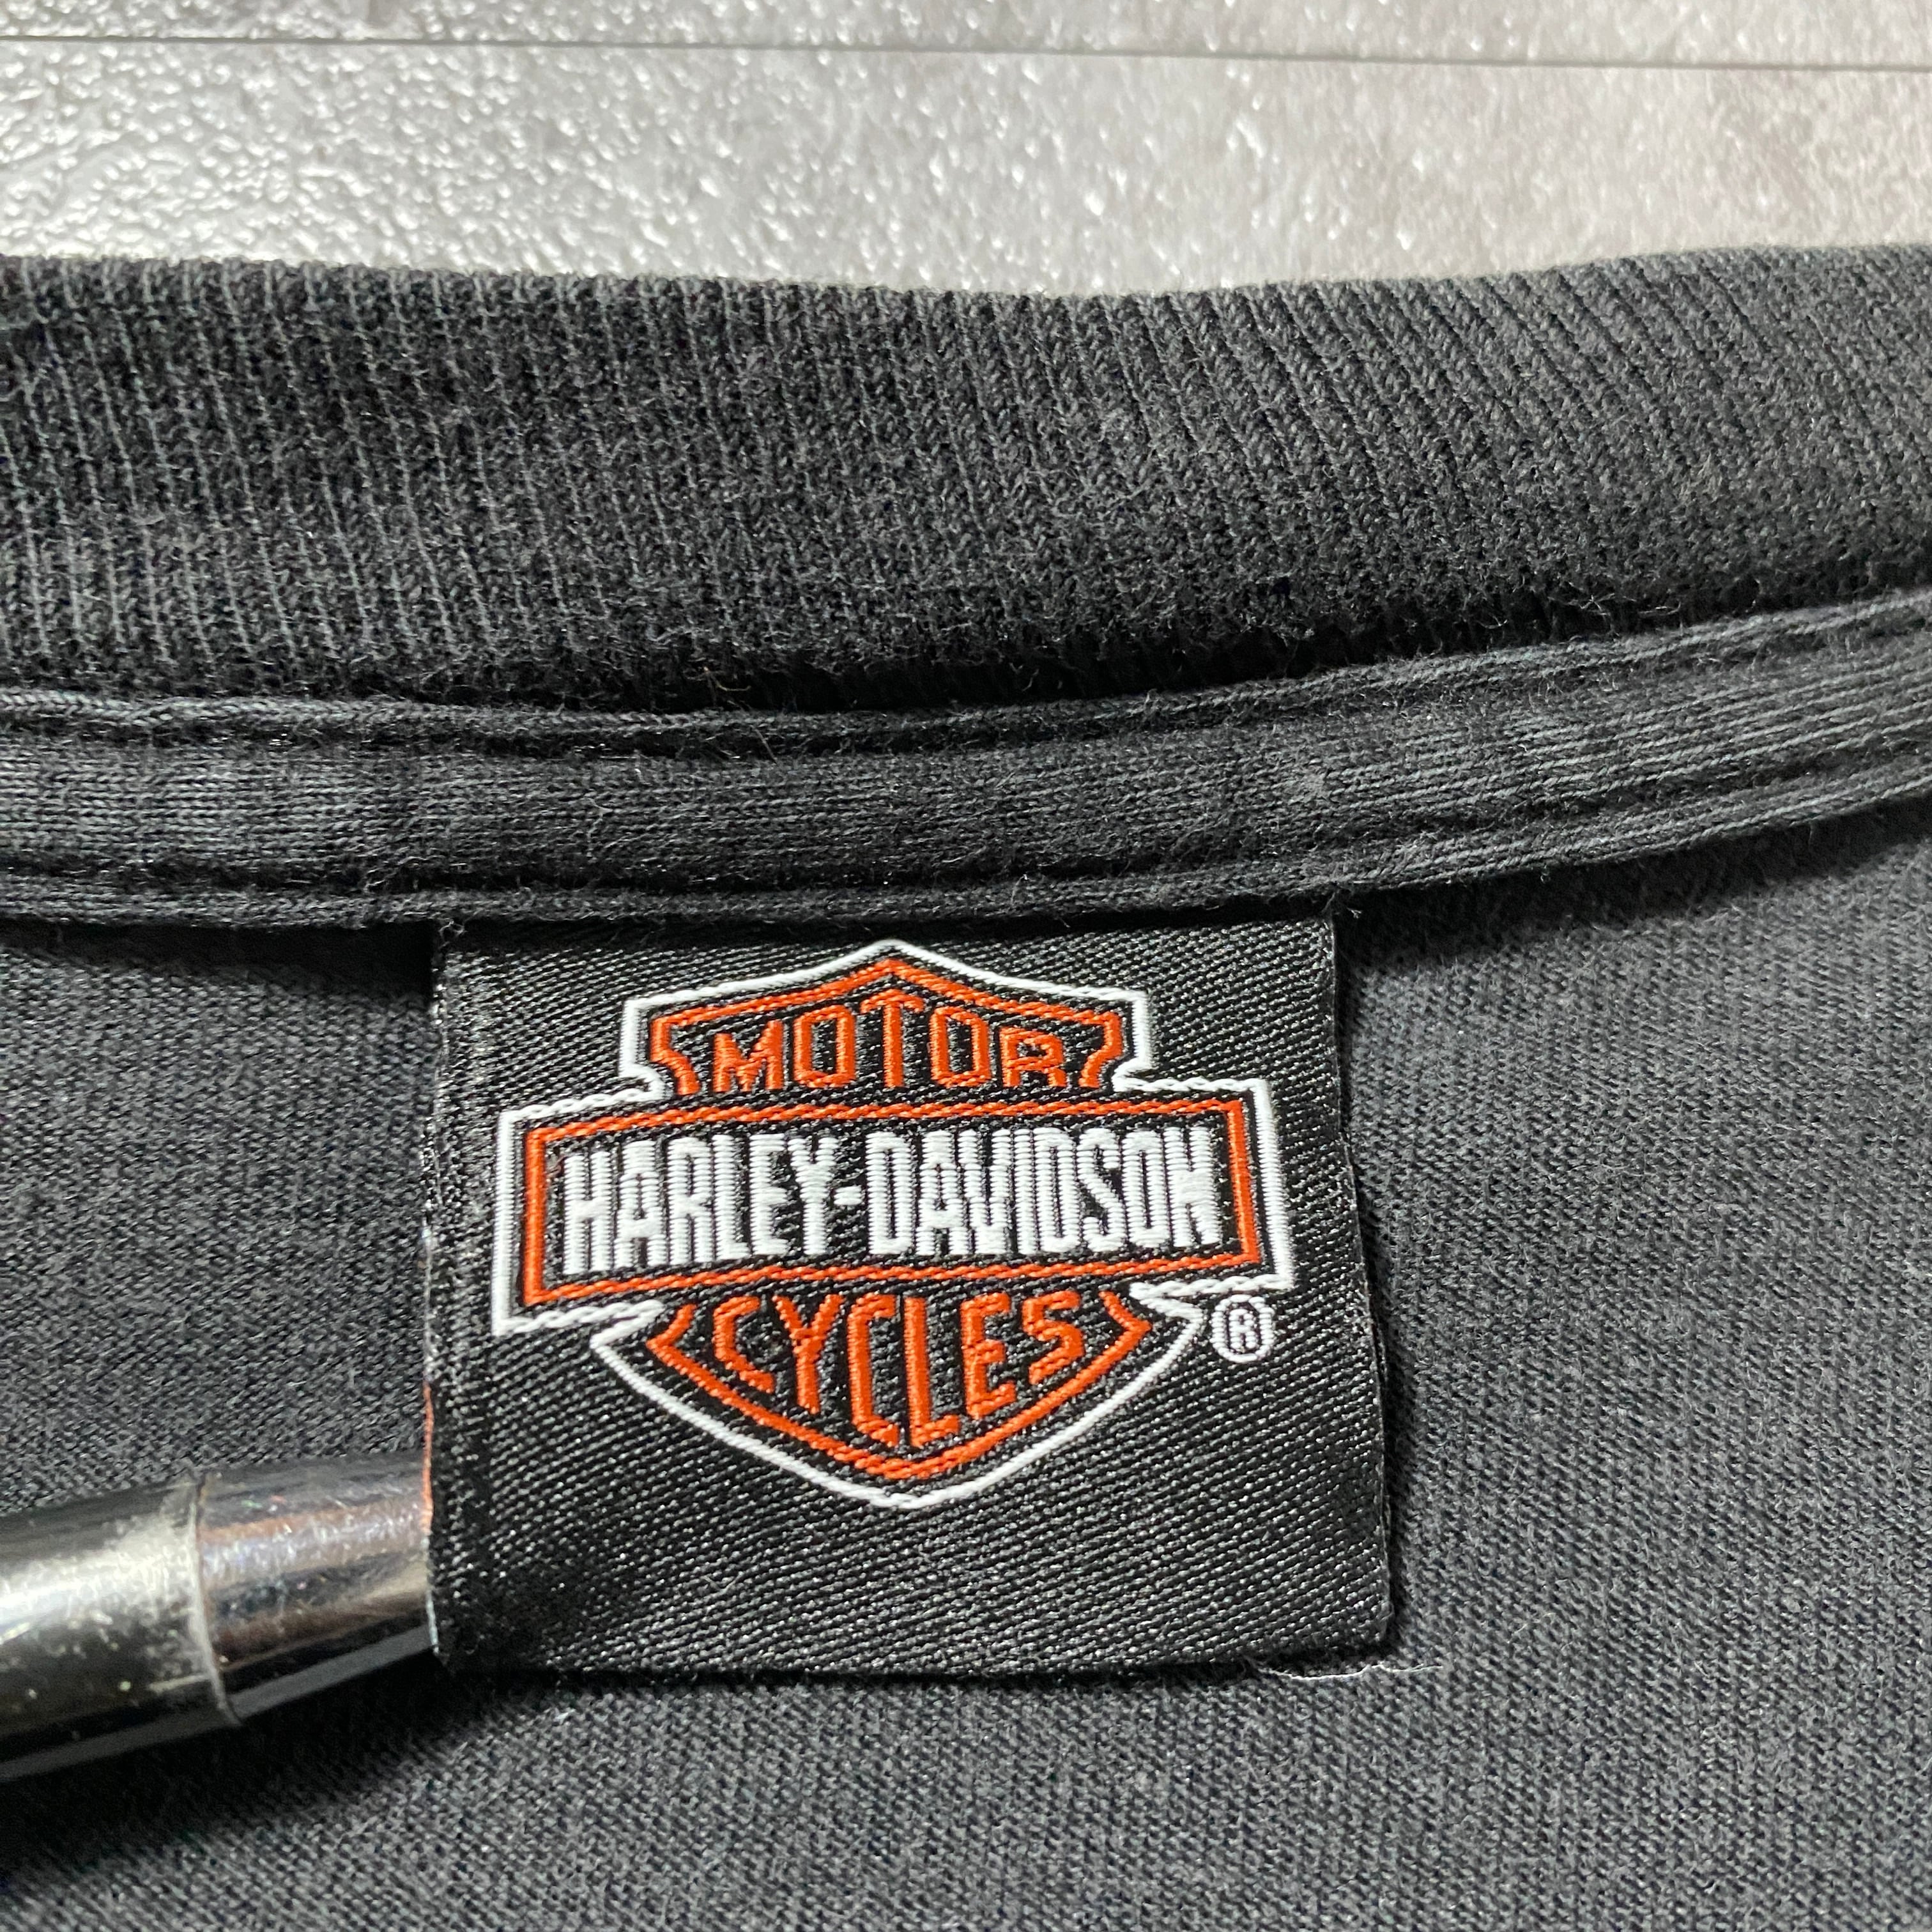 MOTOR
HARLEY-DAVIDSON
CYCLES
®